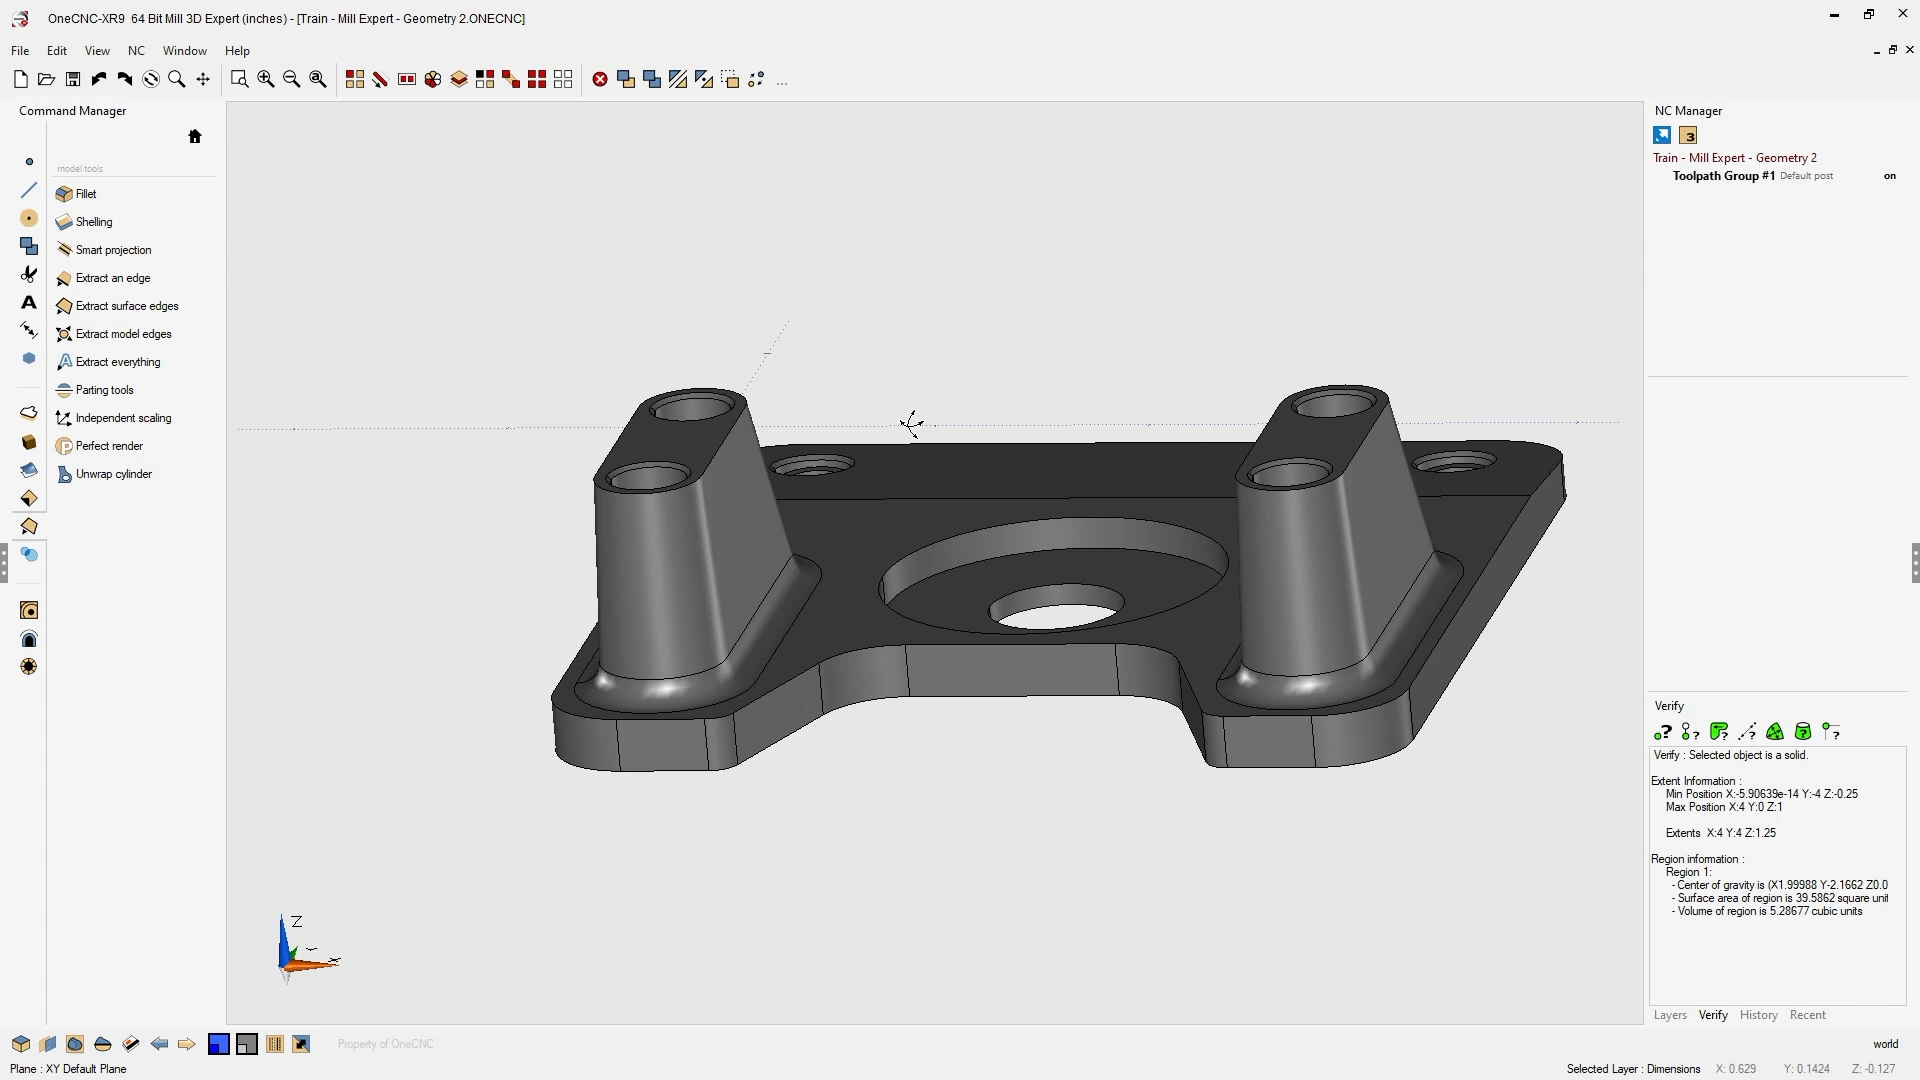 OneCNC-XR9 64 Bit Mill 3D Expert (inches) - [Train - Mill Expert - Geometry 2.ONECNC]
File Edit View NC Window Help
Command Manager
model tools
Fillet
Shelling
Smart projection
Extract an edge
Extract surface edges
Extract model edges
Extract everything
Parting tools
Independent scaling
Perfect render
Unwrap cylinder
Z
NC Manager
3
Train - Mill Expert - Geometry 2
Toolpath Group #1 Default post on
Verify
Verify : Selected object is a solid.
Extent Information :
Min Position X:-5.90639e-14 Y:-4 Z:-0.25
Max Position X:4 Y:0 Z:1
Extents X:4 Y:4 Z:1.25
Region information :
Region 1:
- Center of gravity is (X1.99988 Y-2.1662 Z0.0
- Surface area of region is 39.5862 square unit
- Volume of region is 5.28677 cubic units
Layers Verify History Recent
Property of OneCNC
world
Plane : XY Default Plane
Selected Layer : Dimensions X: 0.629 Y: 0.1424 Z: -0.127